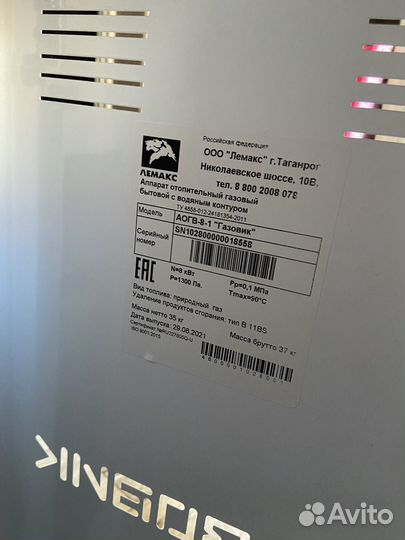 Российская федерация
ООО "Лемакс" г.Таганрог
Николаевское шоссе, 10В.
тел. 8 800 2008 078
ЛЕМАКС
Аппарат отопительный газовый
бытовой с водяным контуром
ТУ 4858-012-24181354-2011
Модель АОГВ-8-1 "Газовик"
Серийный номер SN102800000018558
EAC
N=8 кВт Pp=0,1 МПа
P=1300 Па. Tmax=90°C
Вид топлива: природный газ
Удаление продуктов сгорания: тип В 11BS
Масса нетто 35 кг Масса брутто 37 кг
Дата выпуска: 29.08.2021
ISO 9001:2015
Avito